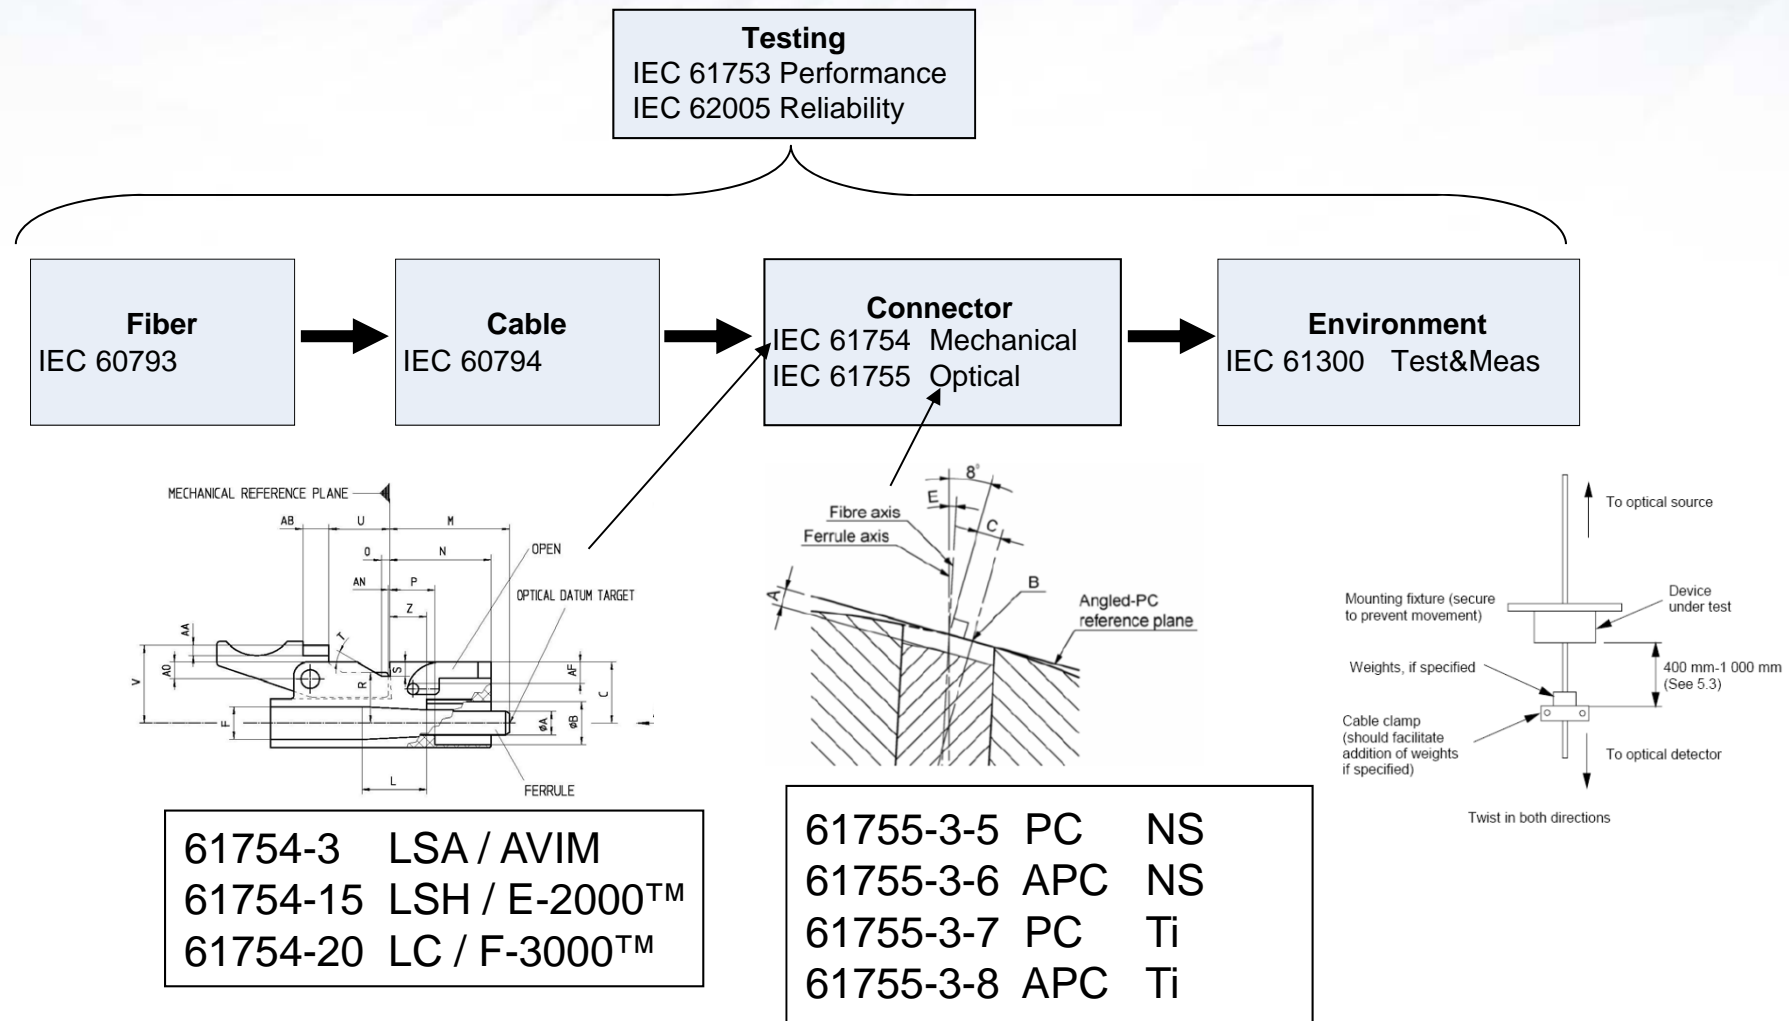 Testing
IEC 61753 Performance
IEC 62005 Reliability
Fiber
IEC 60793
Cable
IEC 60794
Connector
IEC 61754 Mechanical
IEC 61755 Optical
Environment
IEC 61300 Test&Meas
MECHANICAL REFERENCE PLANE
AB U M
O N
OPEN
AN P
OPTICAL DATUM TARGET
Z
AA
T
V
AO
S
R
AF
C
F
øA
øB
L
FERRULE
8°
E
Fibre axis
C
Ferrule axis
B
A
Angled-PC
reference plane
To optical source
Mounting fixture (secure
to prevent movement)
Device
under test
Weights, if specified
400 mm-1 000 mm
(See 5.3)
Cable clamp
(should facilitate
addition of weights
if specified)
To optical detector
Twist in both directions
61754-3 LSA / AVIM
61754-15 LSH / E-2000™
61754-20 LC / F-3000™
61755-3-5 PC NS
61755-3-6 APC NS
61755-3-7 PC Ti
61755-3-8 APC Ti